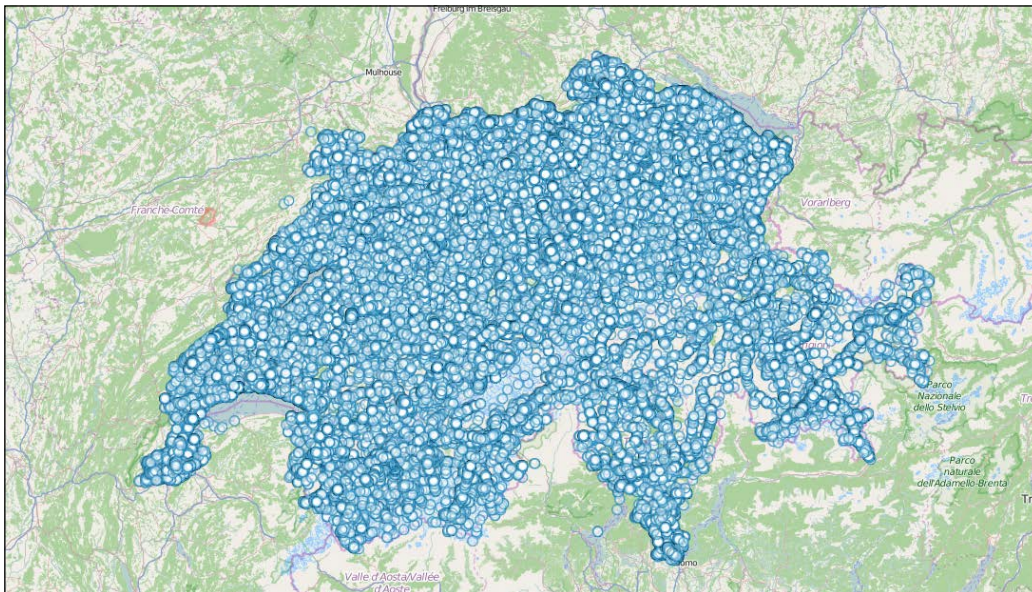 Freiburg im Breisgau
Mulhouse
Franche-Comté
Vorarlberg
Parco
Nazionale
dello Stelvio
Parco
naturale
dell'Adamello-Brenta
Valle d'Aosta/Vallée
d'Aoste